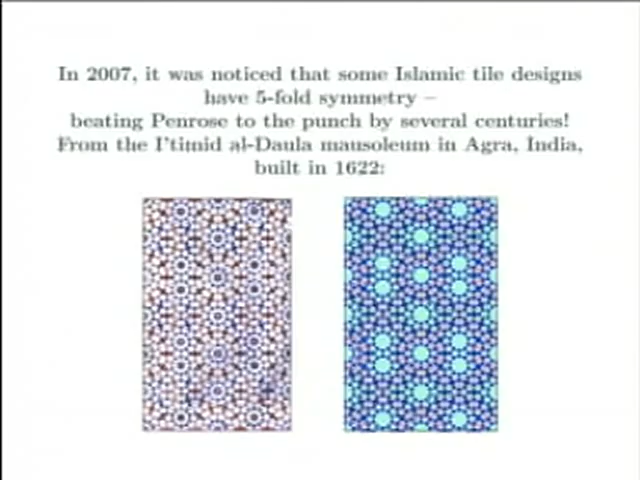 In 2007, it was noticed that some Islamic tile designs
have 5-fold symmetry –
beating Penrose to the punch by several centuries!
From the I'timid al-Daula mausoleum in Agra, India,
built in 1622: